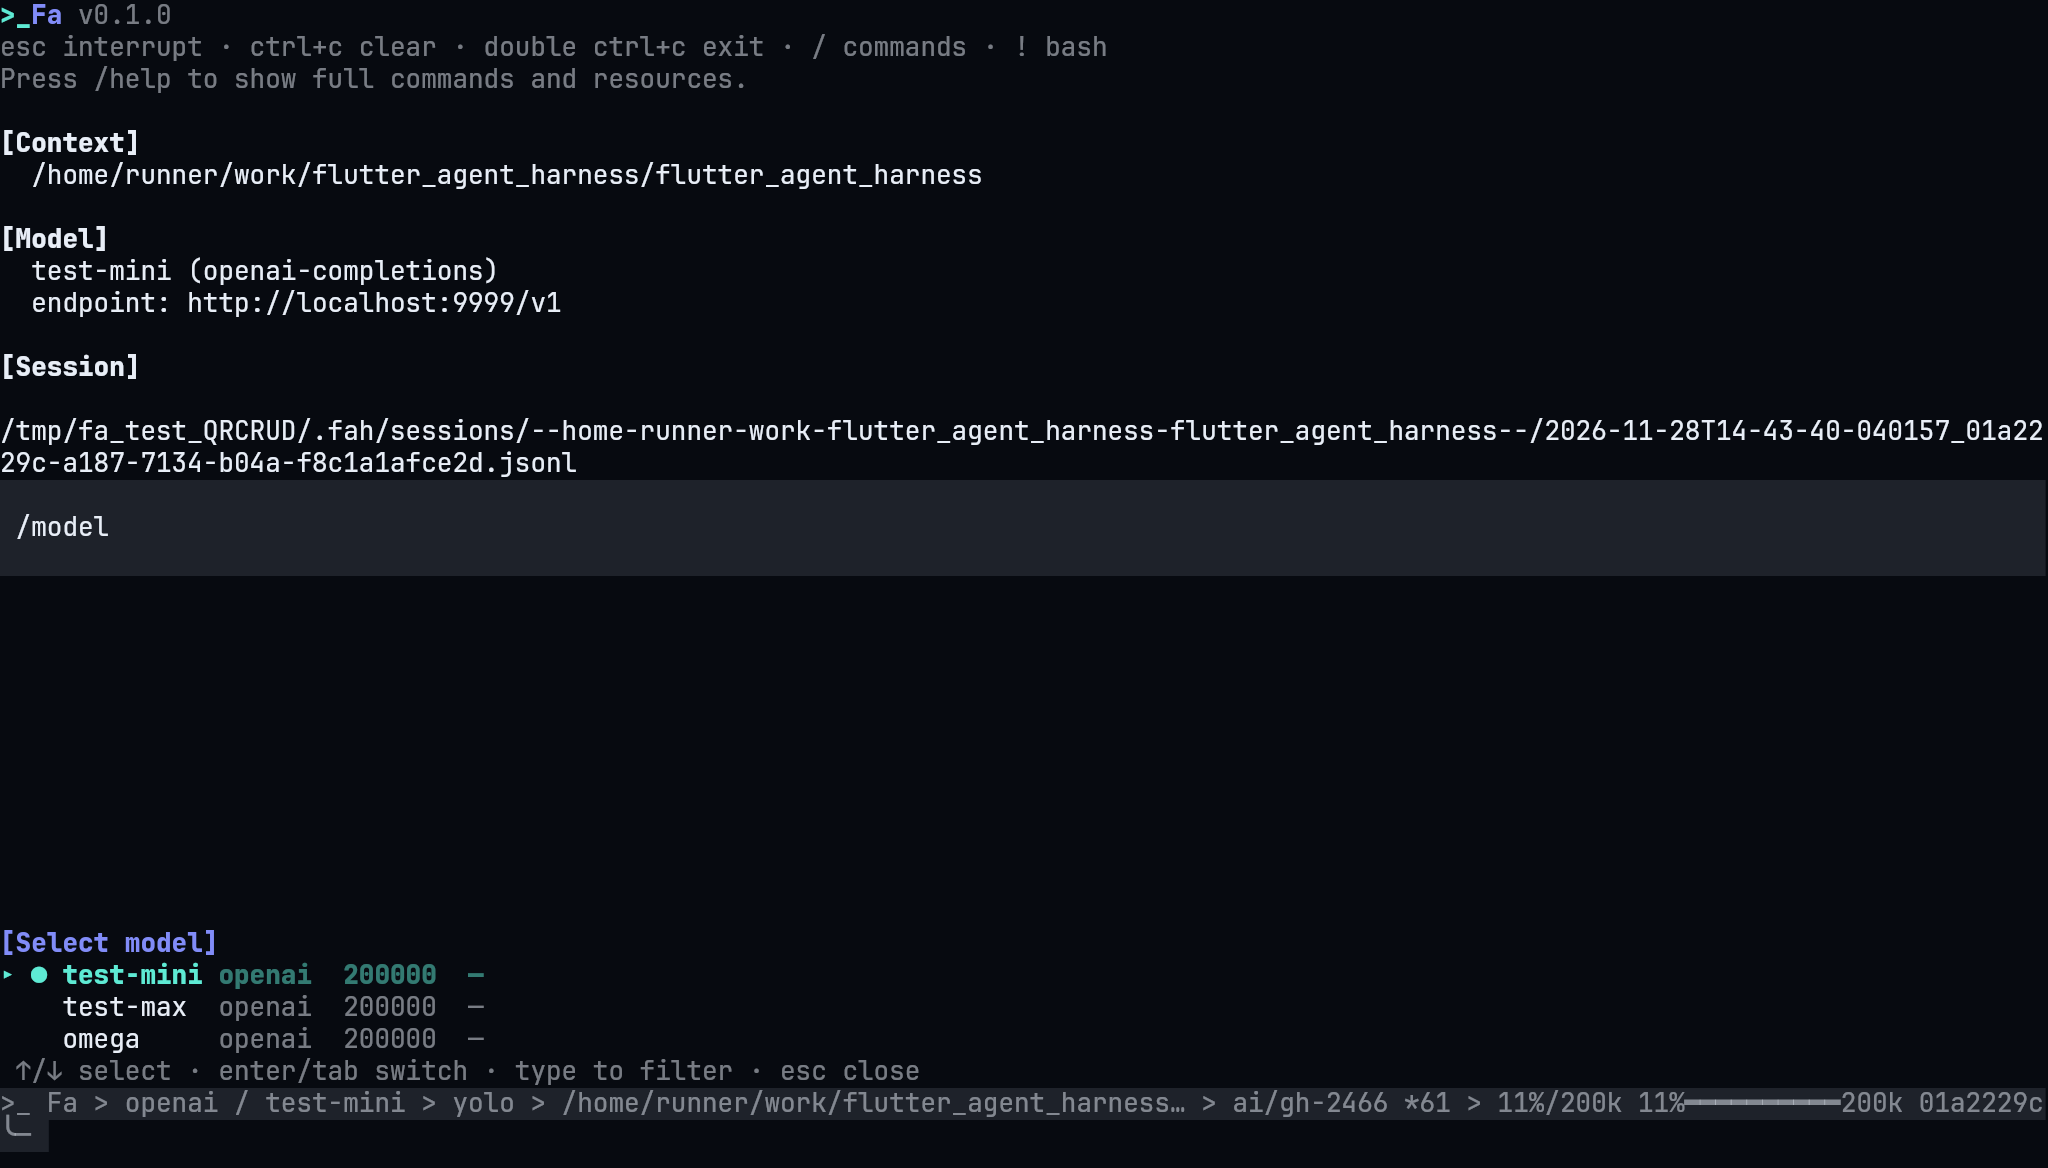 >_Fa v0.1.0
esc interrupt · ctrl+c clear · double ctrl+c exit · / commands · ! bash
Press /help to show full commands and resources.
[Context]
/home/runner/work/flutter_agent_harness/flutter_agent_harness
[Model]
test-mini (openai-completions)
endpoint: http://localhost:9999/v1
[Session]
/tmp/fa_test_QRCRUD/.fah/sessions/--home-runner-work-flutter_agent_harness-flutter_agent_harness--/2026-11-28T14-43-40-040157_01a22
29c-a187-7134-b04a-f8c1a1afce2d.jsonl
/model
[Select model]
▸ ● test-mini openai 200000 —
test-max openai 200000 —
omega openai 200000 —
↑/↓ select · enter/tab switch · type to filter · esc close
>_ Fa > openai / test-mini > yolo > /home/runner/work/flutter_agent_harness… > ai/gh-2466 *61 > 11%/200k 11%━━━━━━━━━━200k 01a2229c
╰─